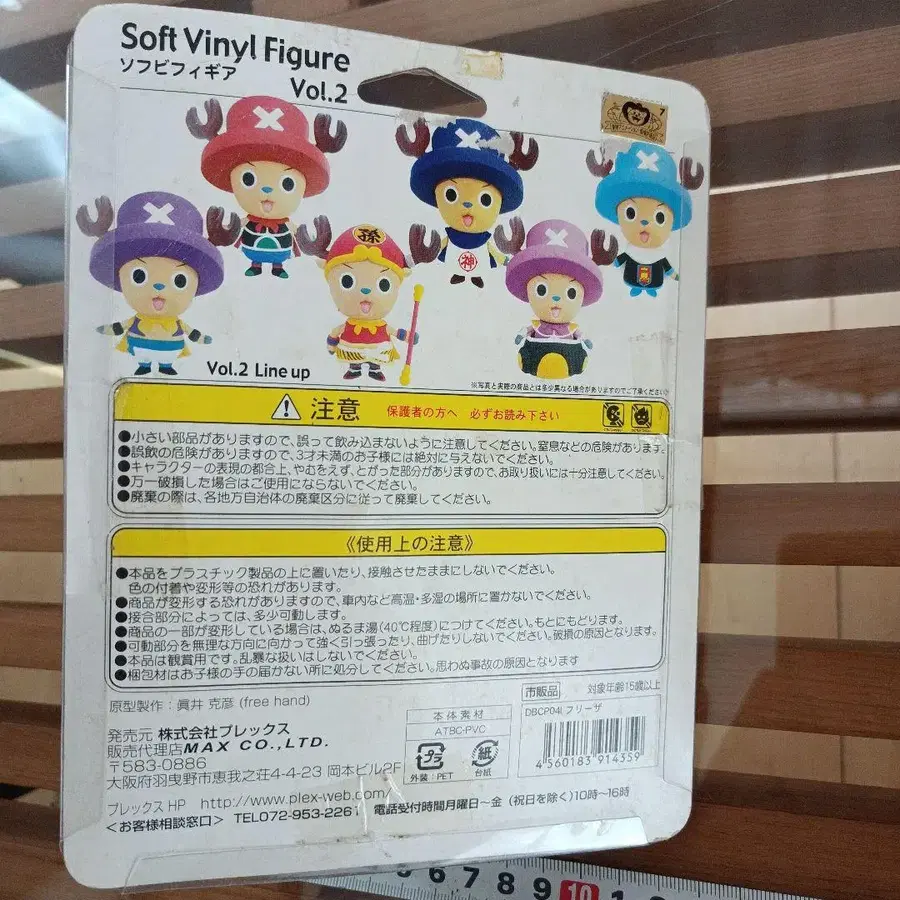 Soft Vinyl Figure
ソフビフィギア
Vol.2
孫
神
Vol.2 Line up
※写真と実際の商品とは多少異なる場合がありますのでご了承ください
注意 保護者の方へ 必ずお読み下さい
●小さい部品がありますので、誤って飲み込まないように注意してください。窒息などの危険があります。
●誤飲の危険がありますので、3才未満のお子様には絶対に与えないでください。
●キャラクターの表現の都合上、やむをえず、とがった部分がありますので、お取り扱いには十分注意してください。
●万一破損した場合はご使用にならないでください。
●廃棄の際は、各地方自治体の廃棄区分に従って廃棄してください。
《使用上の注意》
●本品をプラスチック製品の上に置いたり、接触させたままにしないでください。
色の付着や変形等の恐れがあります。
●商品が変形する恐れがありますので、車内など高温・多湿の場所に置かないでください。
●接合部分によっては、多少可動します。
●商品の一部が変形している場合は、ぬるま湯(40℃程度)につけてください。もとにもどります。
●可動部分を無理な方向に向かって強く引っ張ったり、曲げたりしないでください。破損の原因となります。
●本品は観賞用です。乱暴な扱いはしないでください。
●梱包材はお子様の手の届かない所に処分してください。思わぬ事故の原因となります
原型製作：眞井 克彦 (free hand)
市販品 対象年齢15歳以上
DBCP04L フリーザ
発売元 株式会社プレックス
販売代理店 MAX CO.,LTD.
〒583-0886
大阪府羽曳野市恵我之荘4-4-23 岡本ビル2F
本体素材
ATBC-PVC
プラ
外装：PET
紙
台紙
4 560183 914359
プレックス HP http://www.plex-web.com/
＜お客様相談窓口＞ TEL072-953-2261 電話受付時間月曜日～金 (祝日を除く)10時～16時
6 7 8 9 10 1